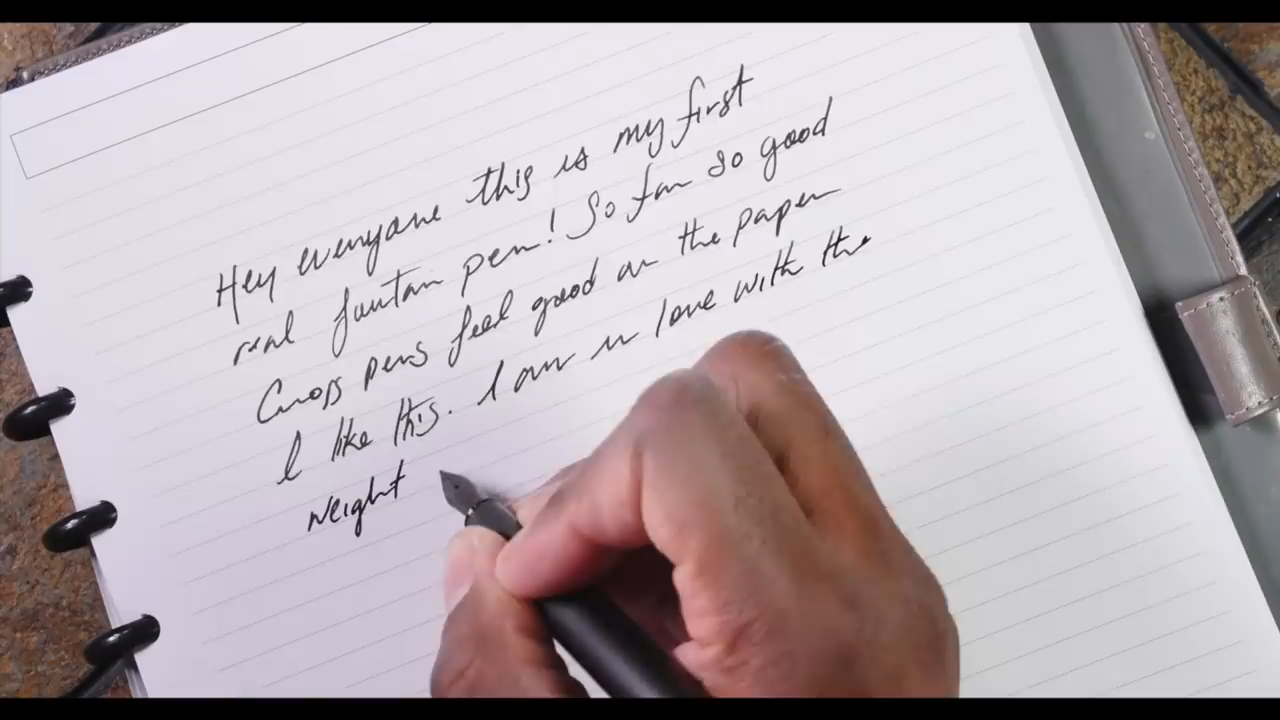 Hey everyone this is my first
real fountan pen! So far so good
Cross pens feel good on the paper
I like this. I am in love with the
weight